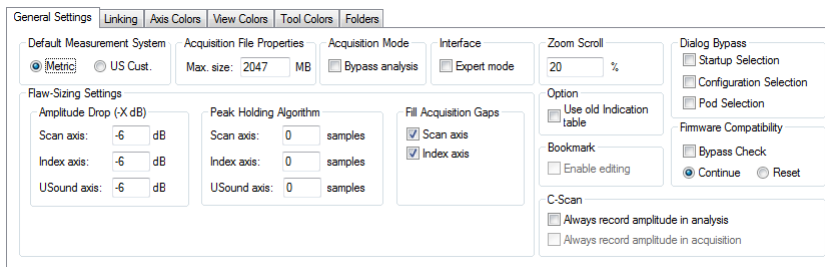 General Settings Linking Axis Colors View Colors Tool Colors Folders
Default Measurement System
Metric US Cust.
Acquisition File Properties
Max. size: 2047 MB
Acquisition Mode
Bypass analysis
Interface
Expert mode
Zoom Scroll
20 %
Dialog Bypass
Startup Selection
Configuration Selection
Pod Selection
Flaw-Sizing Settings
Amplitude Drop (-X dB)
Scan axis: -6 dB
Index axis: -6 dB
USound axis: -6 dB
Peak Holding Algorithm
Scan axis: 0 samples
Index axis: 0 samples
USound axis: 0 samples
Fill Acquisition Gaps
Scan axis
Index axis
Option
Use old Indication
table
Bookmark
Enable editing
Firmware Compatibility
Bypass Check
Continue Reset
C-Scan
Always record amplitude in analysis
Always record amplitude in acquisition